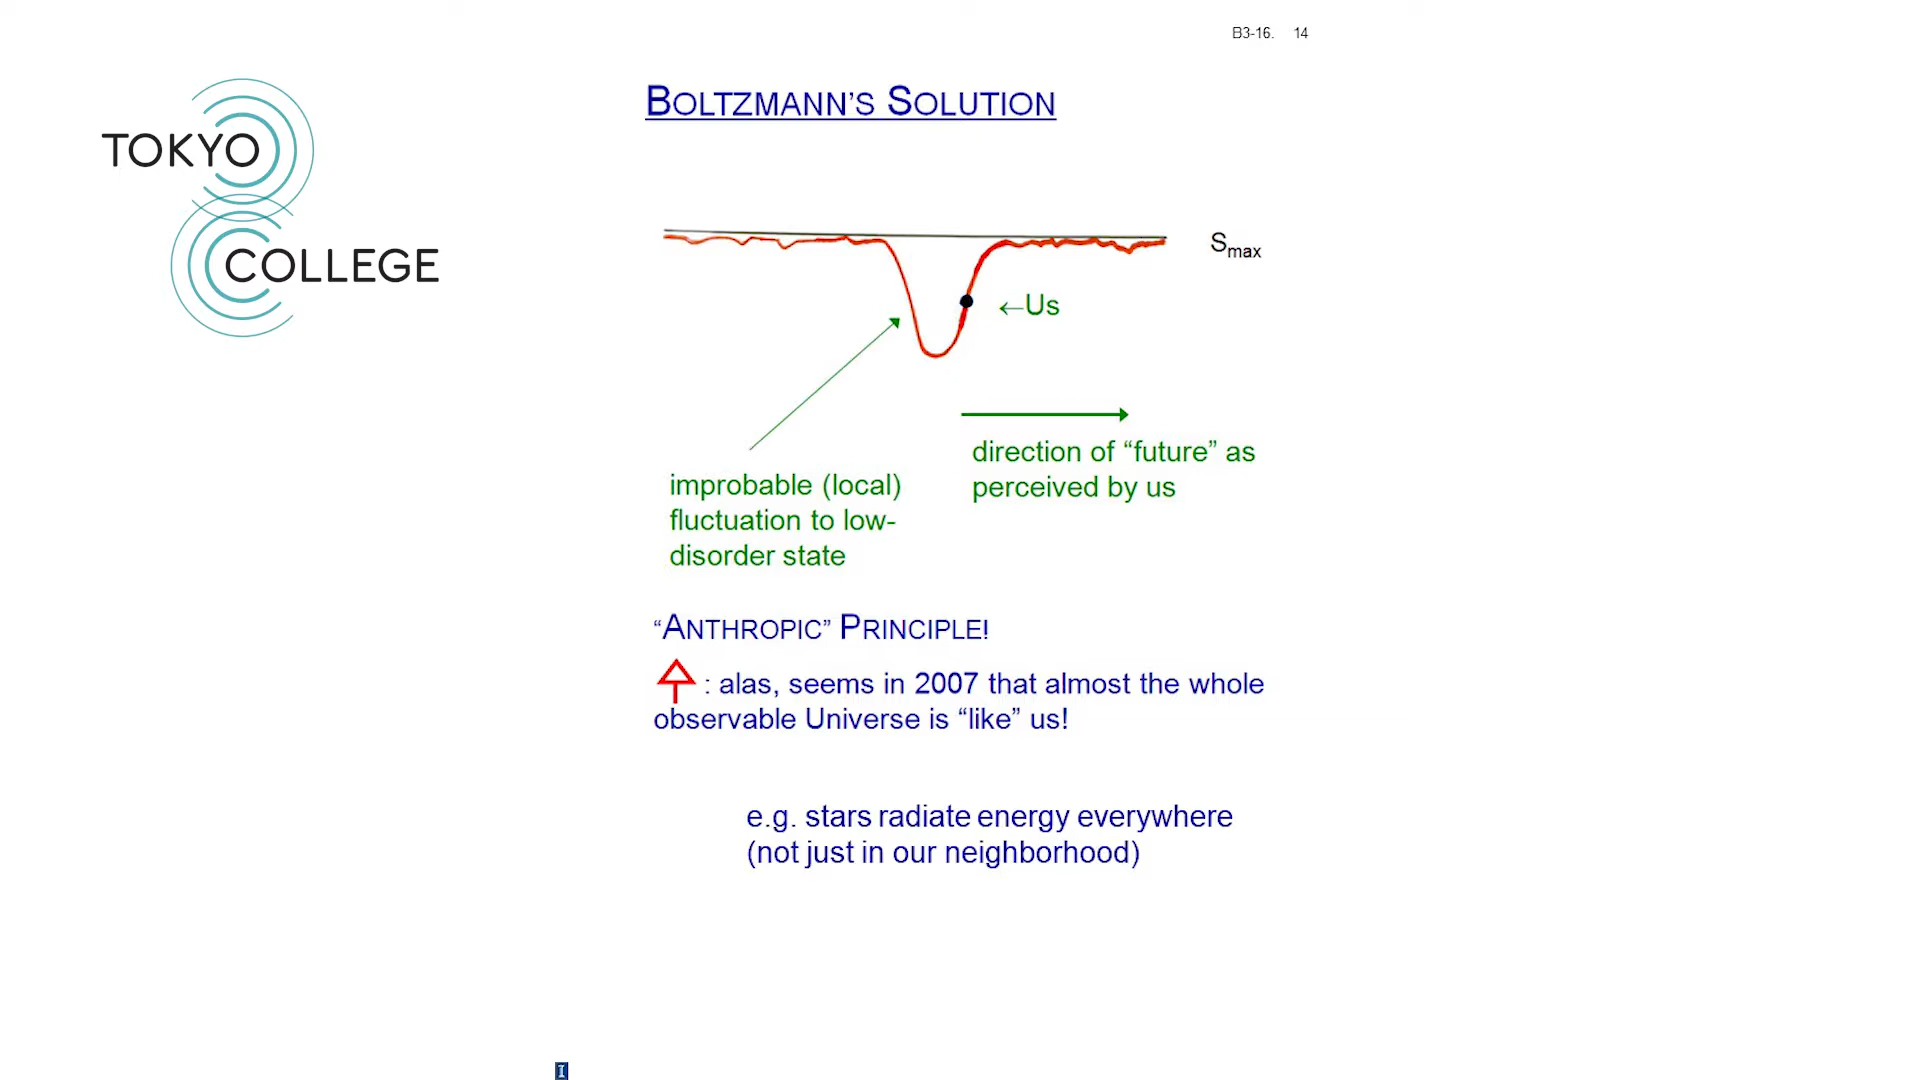 B3-16. 14
TOKYO
COLLEGE
BOLTZMANN'S SOLUTION
Smax
←Us
direction of “future” as
perceived by us
improbable (local)
fluctuation to low-
disorder state
“ANTHROPIC” PRINCIPLE!
: alas, seems in 2007 that almost the whole
observable Universe is “like” us!
e.g. stars radiate energy everywhere
(not just in our neighborhood)
I